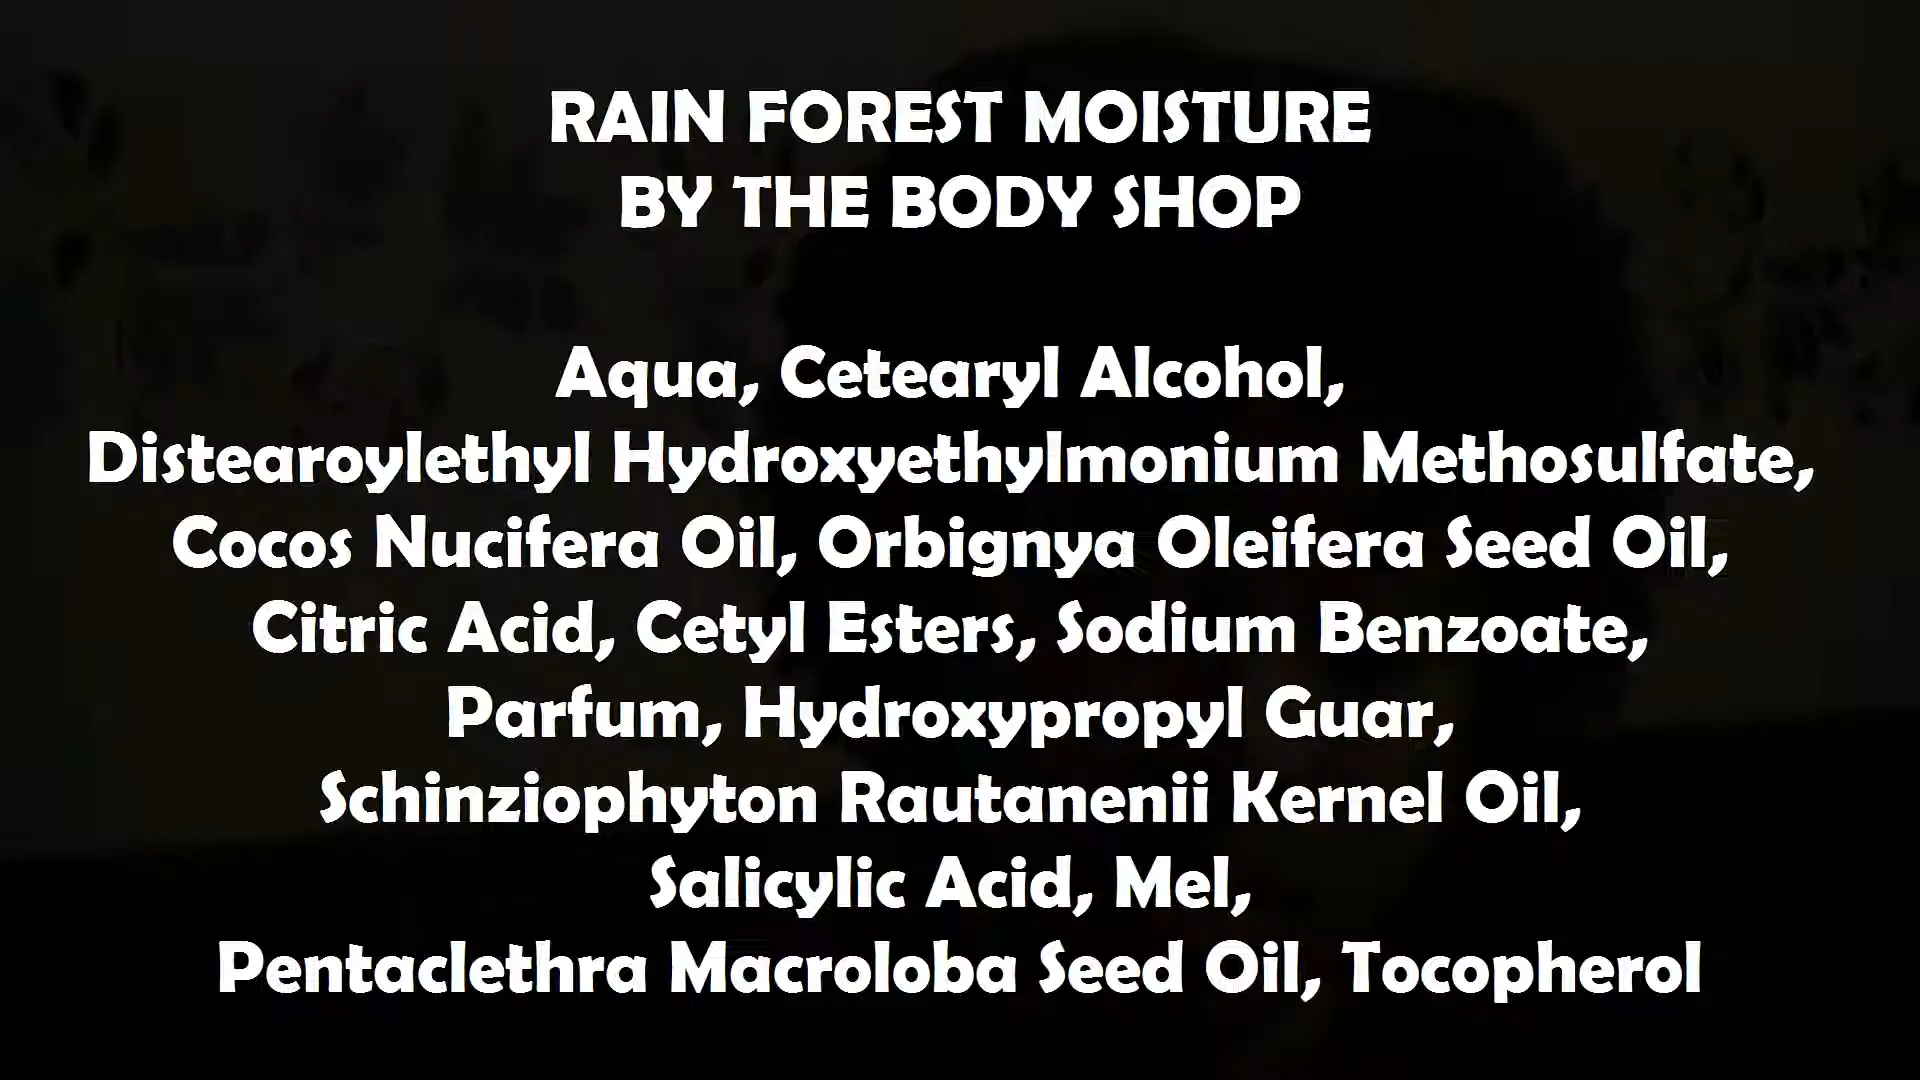 RAIN FOREST MOISTURE
BY THE BODY SHOP
Aqua, Cetearyl Alcohol,
Distearoylethyl Hydroxyethylmonium Methosulfate,
Cocos Nucifera Oil, Orbignya Oleifera Seed Oil,
Citric Acid, Cetyl Esters, Sodium Benzoate,
Parfum, Hydroxypropyl Guar,
Schinziophyton Rautanenii Kernel Oil,
Salicylic Acid, Mel,
Pentaclethra Macroloba Seed Oil, Tocopherol